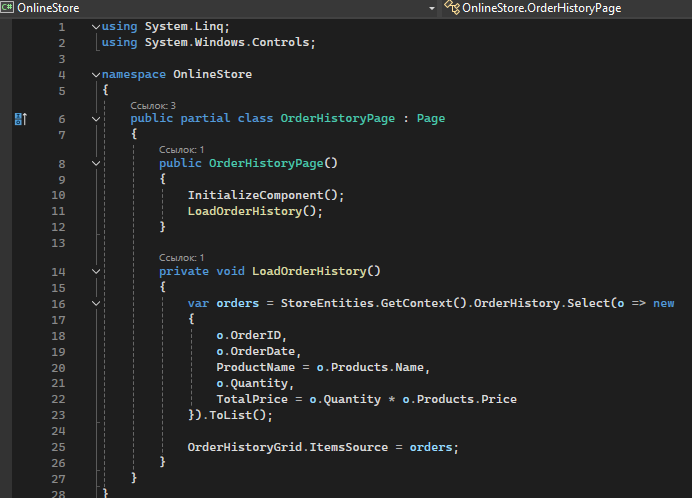 C# OnlineStore OnlineStore.OrderHistoryPage
1 using System.Linq;
2 using System.Windows.Controls;
3
4 namespace OnlineStore
5 {
Ссылок: 3
6 public partial class OrderHistoryPage : Page
7 {
Ссылок: 1
8 public OrderHistoryPage()
9 {
10 InitializeComponent();
11 LoadOrderHistory();
12 }
13
Ссылок: 1
14 private void LoadOrderHistory()
15 {
16 var orders = StoreEntities.GetContext().OrderHistory.Select(o => new
17 {
18 o.OrderID,
19 o.OrderDate,
20 ProductName = o.Products.Name,
21 o.Quantity,
22 TotalPrice = o.Quantity * o.Products.Price
23 }).ToList();
24
25 OrderHistoryGrid.ItemsSource = orders;
26 }
27 }
28 }